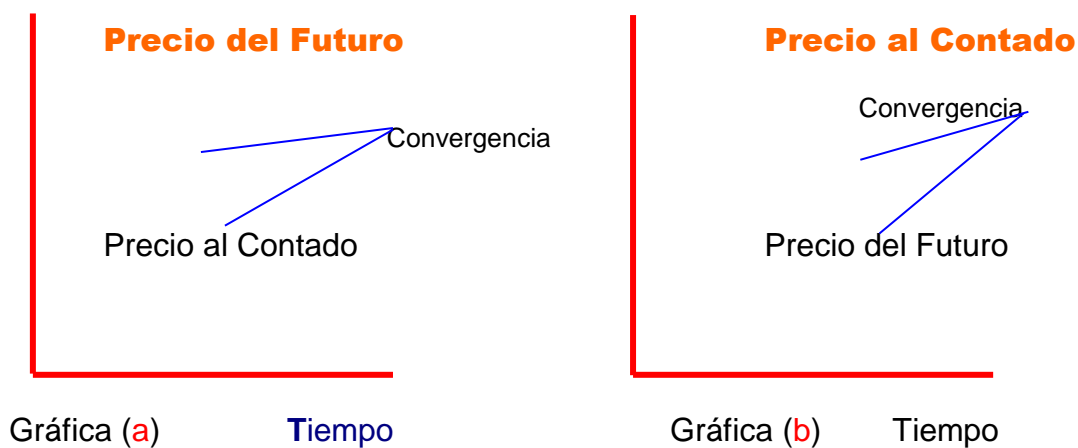 Precio del Futuro
Convergencia
Precio al Contado
Gráfica (a) Tiempo
Precio al Contado
Convergencia
Precio del Futuro
Gráfica (b) Tiempo